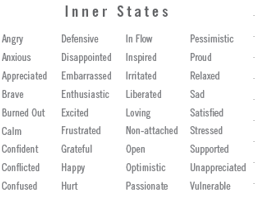 Inner States
Angry Defensive In Flow Pessimistic
Anxious Disappointed Inspired Proud
Appreciated Embarrassed Irritated Relaxed
Brave Enthusiastic Liberated Sad
Burned Out Excited Loving Satisfied
Calm Frustrated Non-attached Stressed
Confident Grateful Open Supported
Conflicted Happy Optimistic Unappreciated
Confused Hurt Passionate Vulnerable